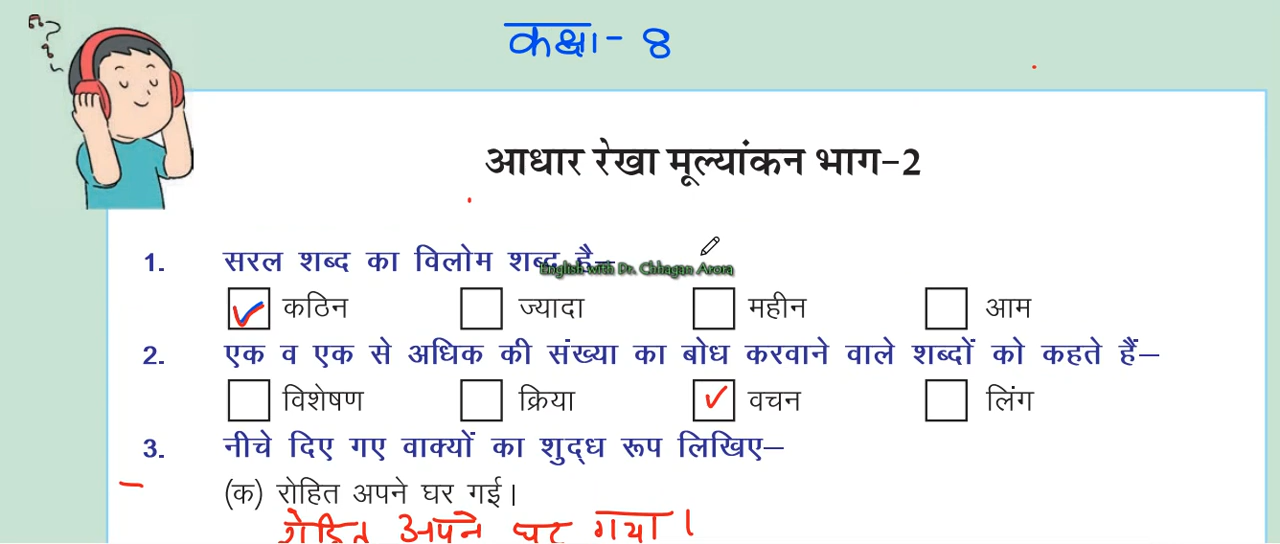 कक्षा - 8
आधार रेखा मूल्यांकन भाग-2
1. सरल शब्द का विलोम शब्द है–
English with Dr. Chhagan Arora
कठिन ज्यादा महीन आम
2. एक व एक से अधिक की संख्या का बोध करवाने वाले शब्दों को कहते हैं–
विशेषण क्रिया वचन लिंग
3. नीचे दिए गए वाक्यों का शुद्ध रूप लिखिए–
(क) रोहित अपने घर गई।
रोहित अपने घर गया।